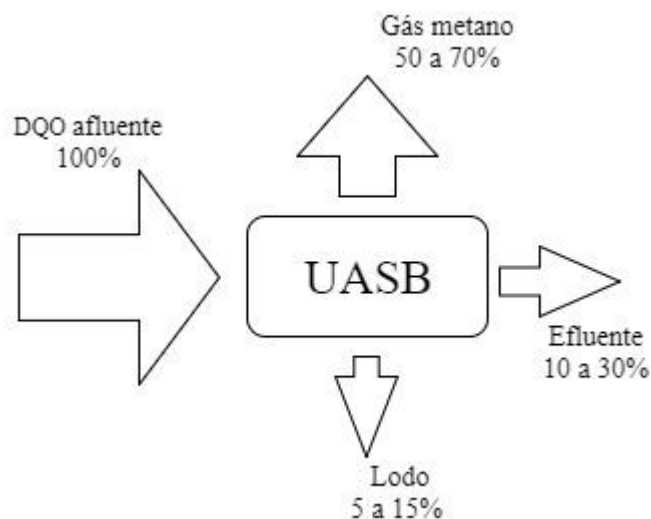 Gás metano
50 a 70%
DQO afluente
100%
UASB
Efluente
10 a 30%
Lodo
5 a 15%